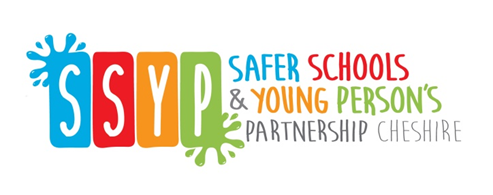 SSYP
SAFER SCHOOLS
& YOUNG PERSON'S
PARTNERSHIP CHESHIRE